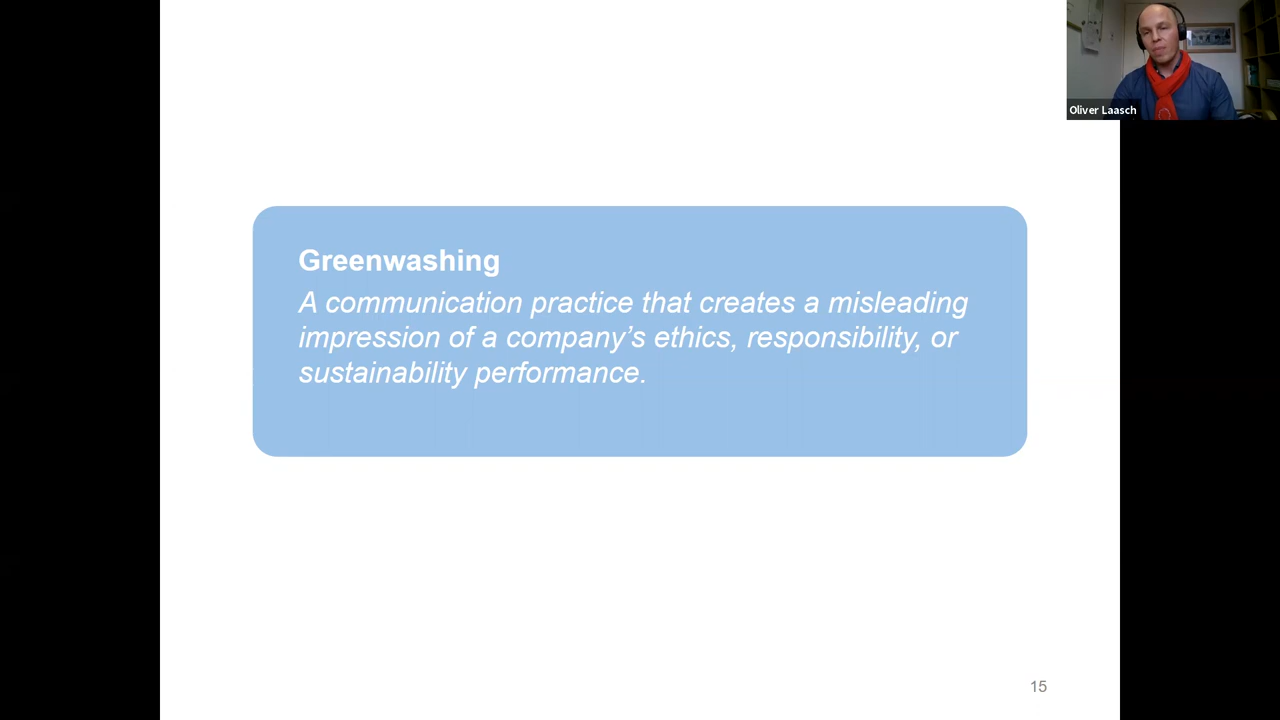 Oliver Laasch
Greenwashing
A communication practice that creates a misleading
impression of a company’s ethics, responsibility, or
sustainability performance.
15